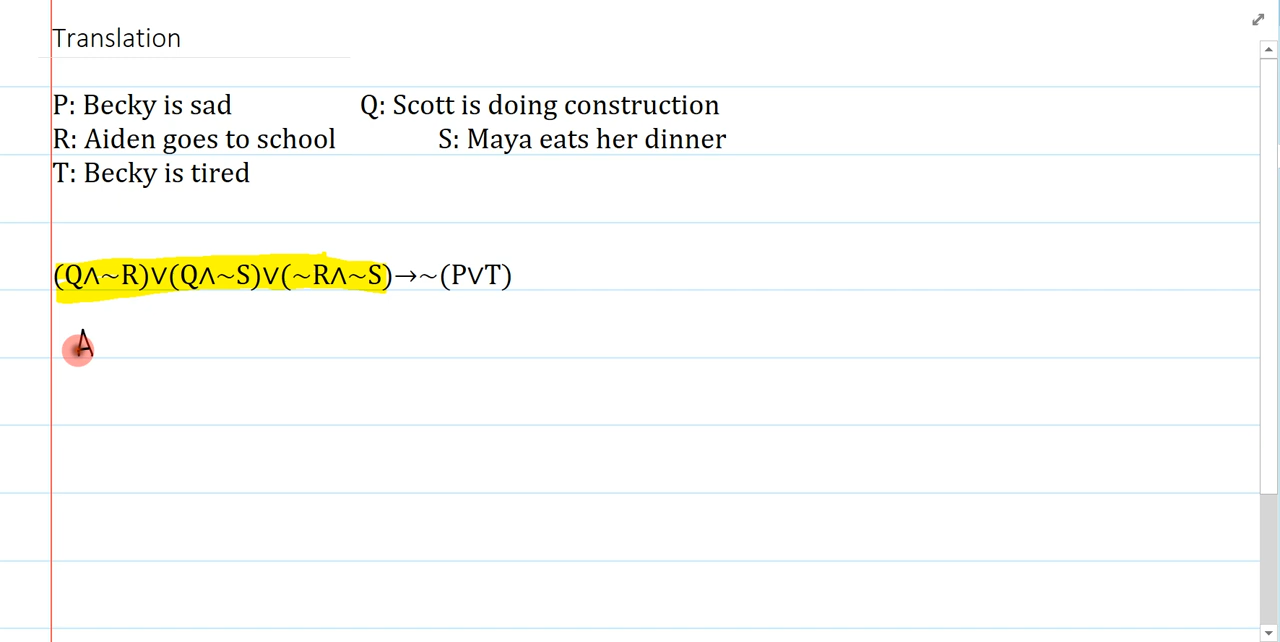 Translation
P: Becky is sad Q: Scott is doing construction
R: Aiden goes to school S: Maya eats her dinner
T: Becky is tired
(Q∧~R)∨(Q∧~S)∨(~R∧~S)→~(P∨T)
A